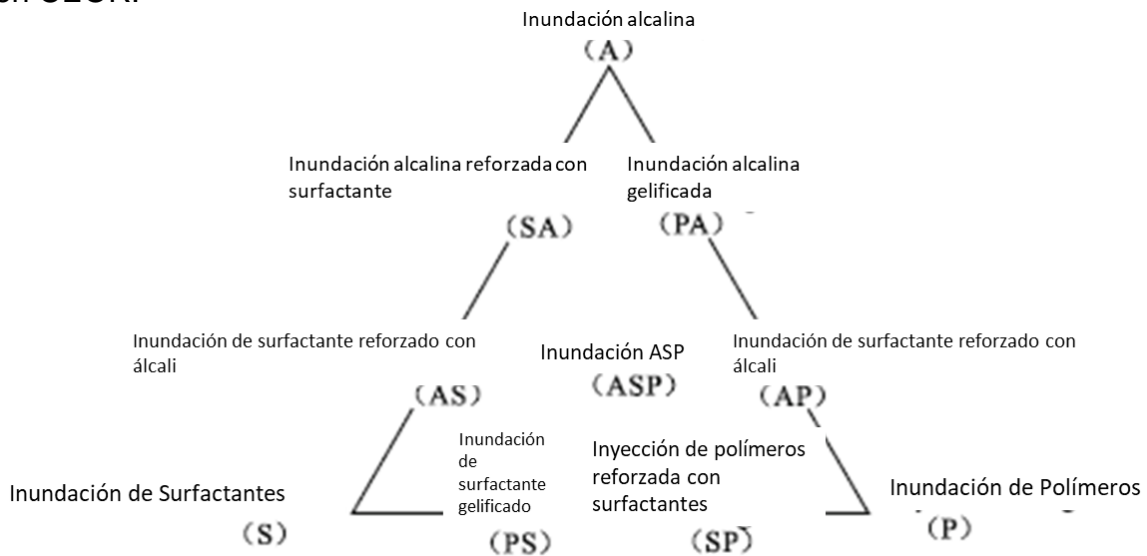 Inundación alcalina
(A)
Inundación alcalina reforzada con
surfactante
(SA)
Inundación alcalina
gelificada
(PA)
Inundación de surfactante reforzado con
álcali
(AS)
Inundación ASP
(ASP)
Inundación de surfactante reforzado con
álcali
(AP)
Inundación de Surfactantes
(S)
Inundación
de
surfactante
gelificado
(PS)
Inyección de polímeros
reforzada con
surfactantes
(SP)
Inundación de Polímeros
(P)